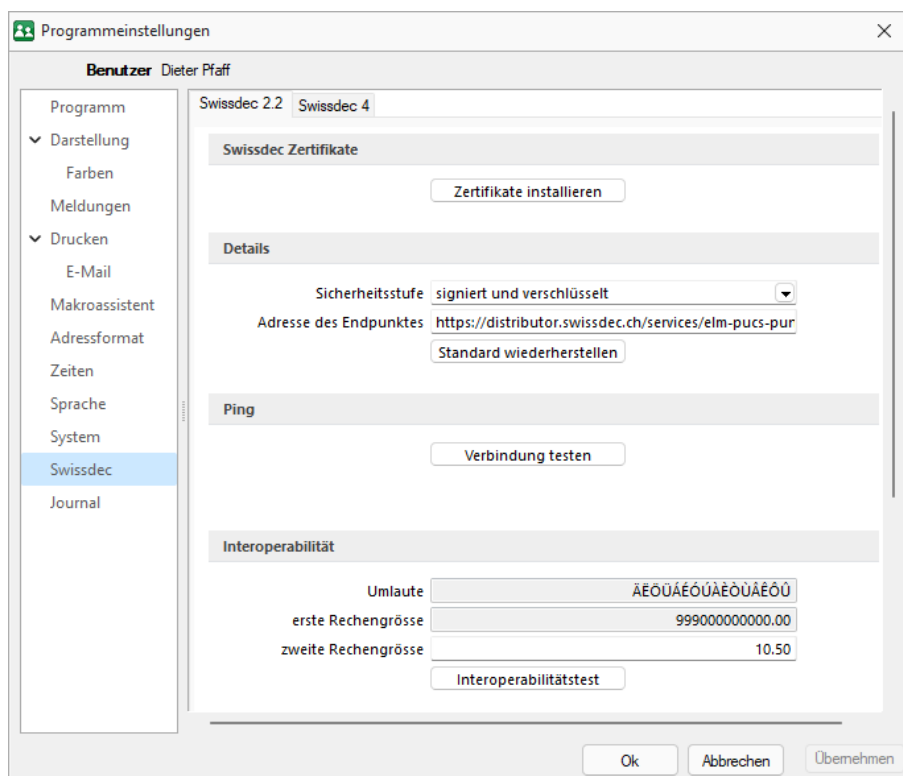 Programmeinstellungen
Benutzer Dieter Pfaff
Programm
Darstellung
Farben
Meldungen
Drucken
E-Mail
Makroassistent
Adressformat
Zeiten
Sprache
System
Swissdec
Journal
Swissdec 2.2 Swissdec 4
Swissdec Zertifikate
Zertifikate installieren
Details
Sicherheitsstufe signiert und verschlüsselt
Adresse des Endpunktes https://distributor.swissdec.ch/services/elm-pucs-pur
Standard wiederherstellen
Ping
Verbindung testen
Interoperabilität
Umlaute ÄËÖÜÁÉÓÚÀÈÒÙÂÊÔÛ
erste Rechengrösse 999000000000.00
zweite Rechengrösse 10.50
Interoperabilitätstest
Ok Abbrechen Übernehmen